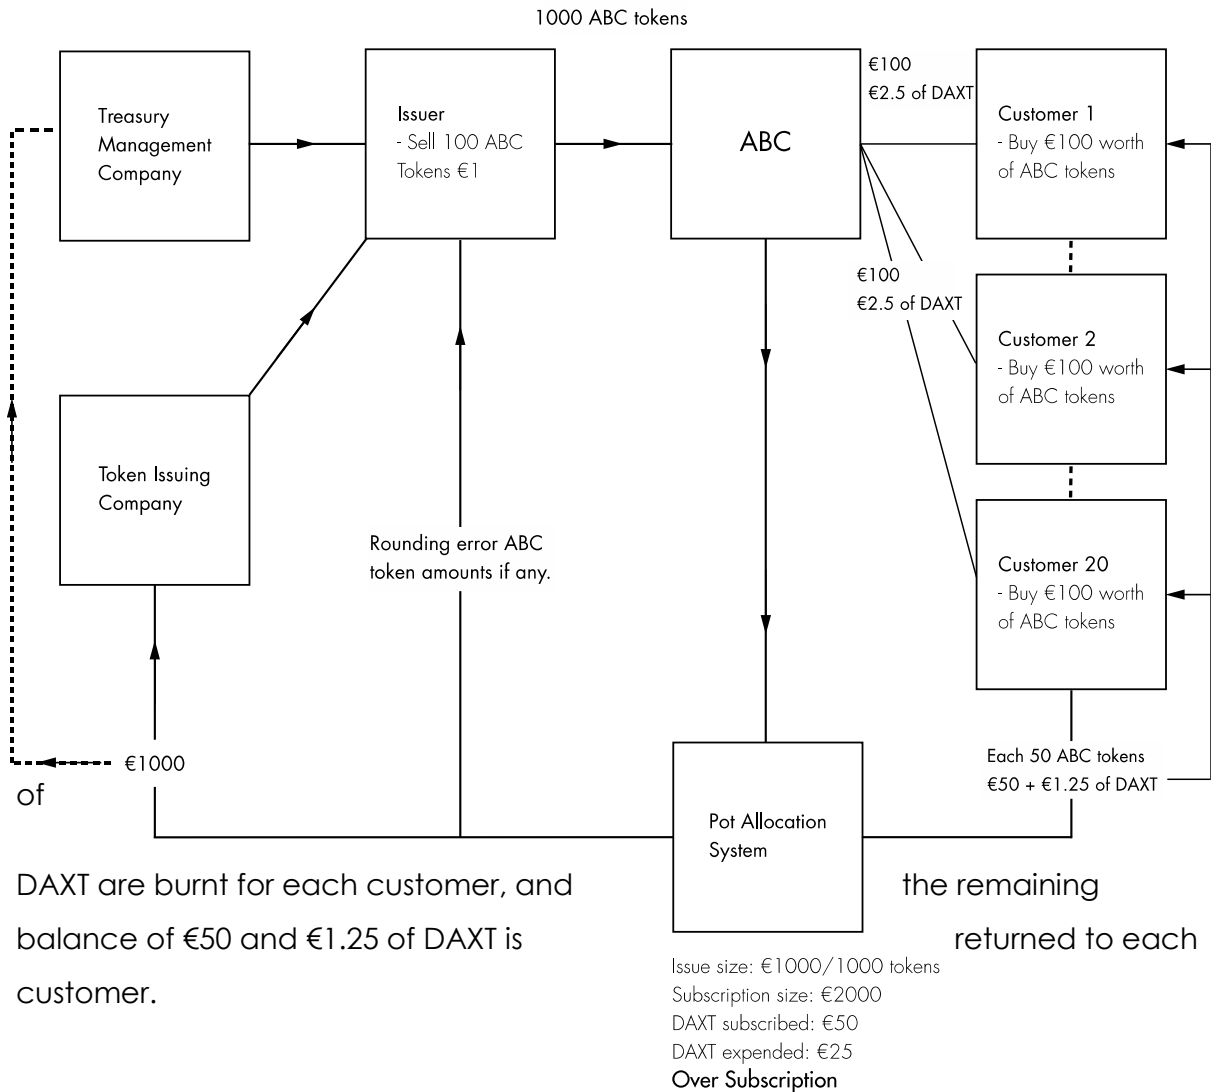 1000 ABC tokens
Treasury
Management
Company
Issuer
- Sell 100 ABC
Tokens €1
ABC
€100
€2.5 of DAXT
Customer 1
- Buy €100 worth
of ABC tokens
€100
€2.5 of DAXT
Customer 2
- Buy €100 worth
of ABC tokens
Token Issuing
Company
Rounding error ABC
token amounts if any.
Customer 20
- Buy €100 worth
of ABC tokens
€1000
Each 50 ABC tokens
€50 + €1.25 of DAXT
of
Pot Allocation
System
DAXT are burnt for each customer, and the remaining
balance of €50 and €1.25 of DAXT is returned to each
customer.
Issue size: €1000/1000 tokens
Subscription size: €2000
DAXT subscribed: €50
DAXT expended: €25
Over Subscription